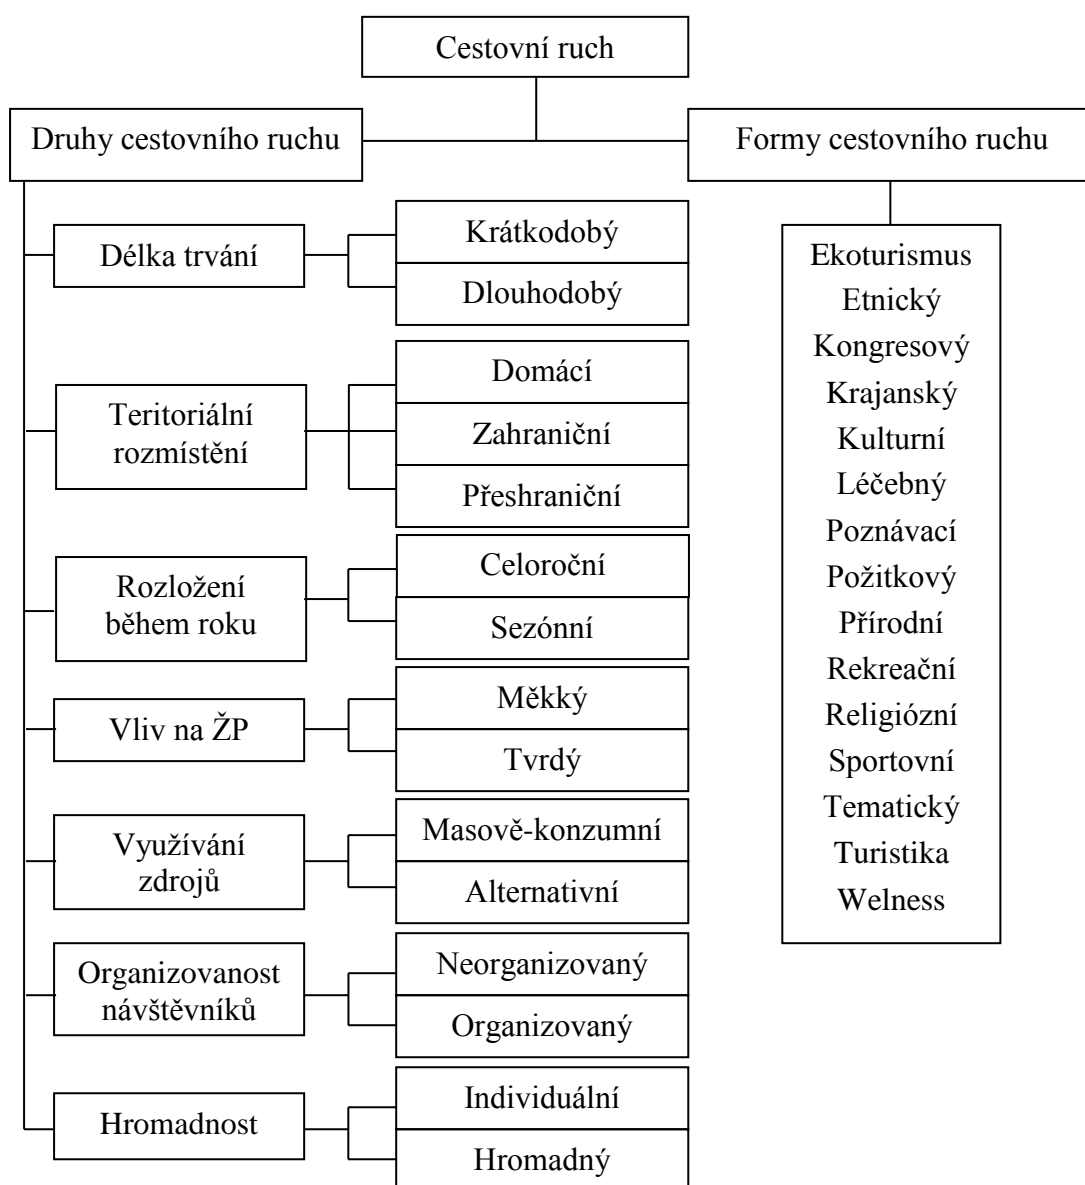 Cestovní ruch
Druhy cestovního ruchu
Formy cestovního ruchu
Délka trvání
Krátkodobý
Dlouhodobý
Teritoriální
rozmístění
Domácí
Zahraniční
Přeshraniční
Rozložení
během roku
Celoroční
Sezónní
Vliv na ŽP
Měkký
Tvrdý
Využívání
zdrojů
Masově-konzumní
Alternativní
Organizovanost
návštěvníků
Neorganizovaný
Organizovaný
Hromadnost
Individuální
Hromadný
Ekoturismus
Etnický
Kongresový
Krajanský
Kulturní
Léčebný
Poznávací
Požitkový
Přírodní
Rekreační
Religiózní
Sportovní
Tematický
Turistika
Welness